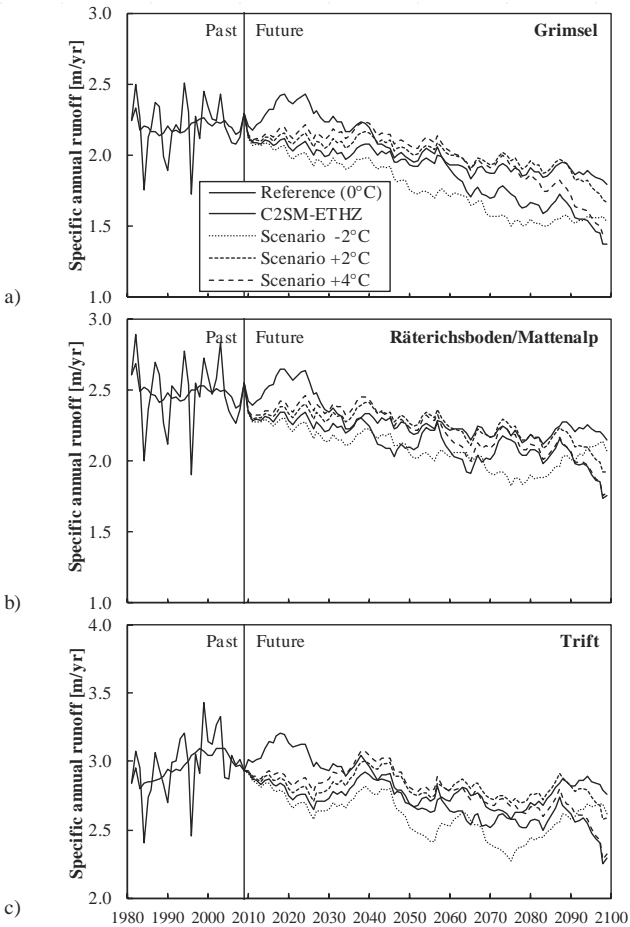 a)
Specific annual runoff [m/yr]
3.0
2.5
2.0
1.5
1.0
Past
Future
Grimsel
Reference (0°C)
C2SM-ETHZ
Scenario -2°C
Scenario +2°C
Scenario +4°C
b)
Specific annual runoff [m/yr]
3.0
2.5
2.0
1.5
1.0
Past
Future
Räterichsboden/Mattenalp
c)
Specific annual runoff [m/yr]
4.0
3.5
3.0
2.5
2.0
Past
Future
Trift
1980 1990 2000 2010 2020 2030 2040 2050 2060 2070 2080 2090 2100